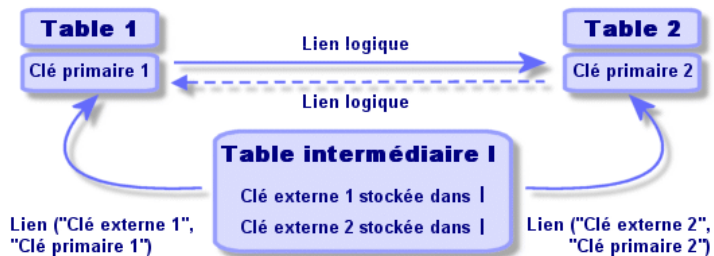 Table 1
Table 2
Lien logique
Clé primaire 1
Clé primaire 2
Lien logique
Table intermédiaire I
Clé externe 1 stockée dans I
Clé externe 2 stockée dans I
Lien ("Clé externe 1",
"Clé primaire 1")
Lien ("Clé externe 2",
"Clé primaire 2")